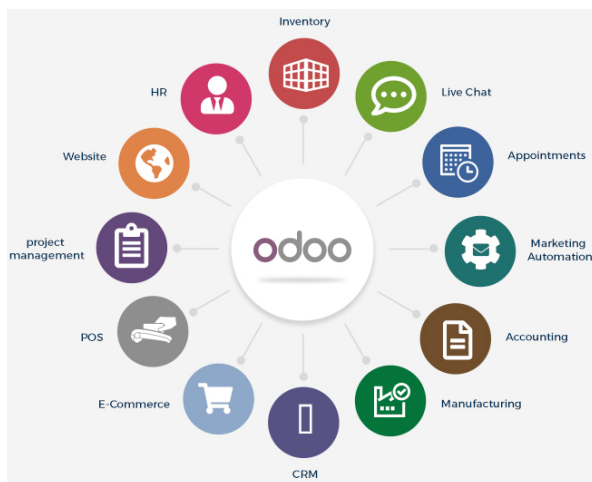 Inventory
HR
Live Chat
Website
Appointments
project
management
odoo
Marketing
Automation
POS
Accounting
E-Commerce
Manufacturing
CRM